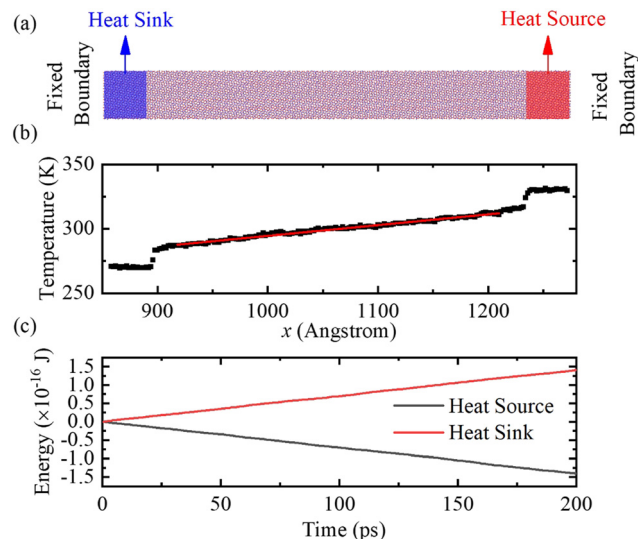 (a)
Heat Sink
Heat Source
Fixed
Boundary
Fixed
Boundary
(b)
Temperature (K)
350
300
250
900
1000
1100
1200
x (Angstrom)
(c)
Energy (×10⁻¹⁶ J)
1.5
1.0
0.5
0.0
-0.5
-1.0
-1.5
Heat Source
Heat Sink
0
50
100
150
200
Time (ps)